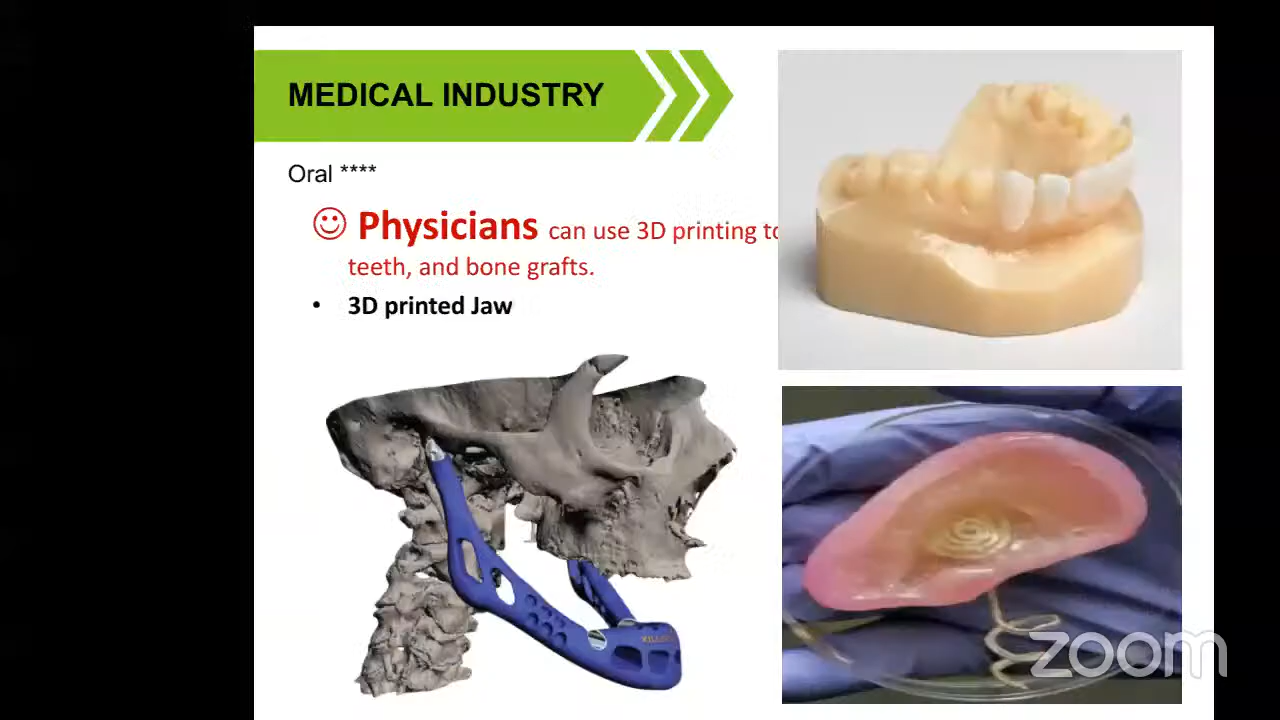 MEDICAL INDUSTRY
Oral ****
Physicians can use 3D printing to
teeth, and bone grafts.
• 3D printed Jaw
zoom